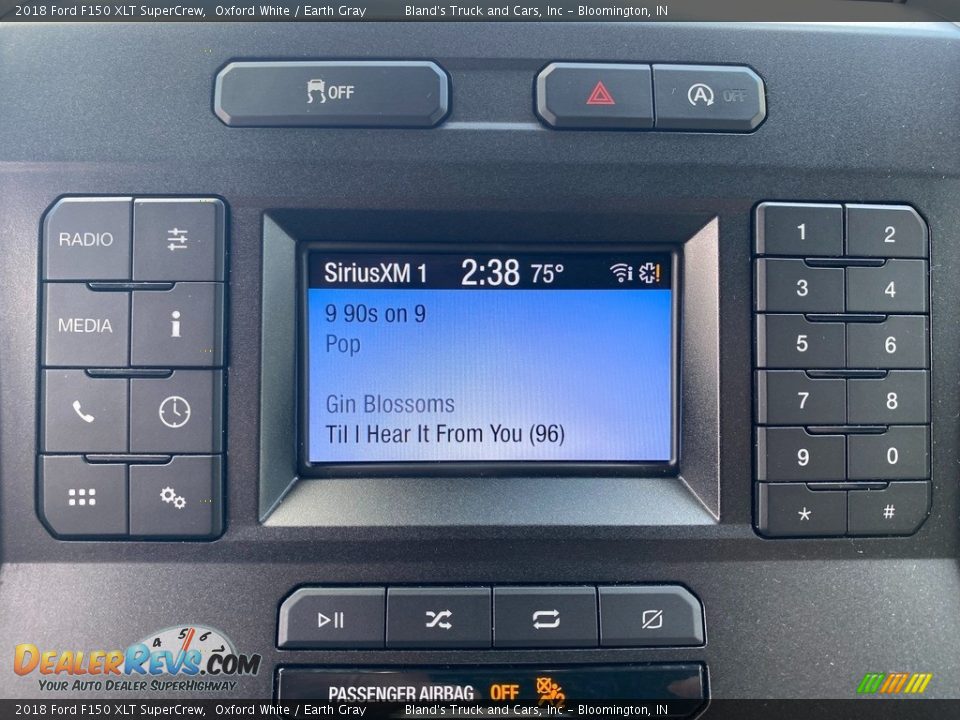 2018 Ford F150 XLT SuperCrew, Oxford White / Earth Gray Bland's Truck and Cars, Inc - Bloomington, IN
OFF
A OFF
RADIO
MEDIA
i
SiriusXM 1 2:38 75°
9 90s on 9
Pop
Gin Blossoms
Til I Hear It From You (96)
1 2
3 4
5 6
7 8
9 0
* #
4 5 6
DEALERREVS.COM
YOUR AUTO DEALER SUPERHIGHWAY
PASSENGER AIRBAG OFF
2018 Ford F150 XLT SuperCrew, Oxford White / Earth Gray Bland's Truck and Cars, Inc - Bloomington, IN